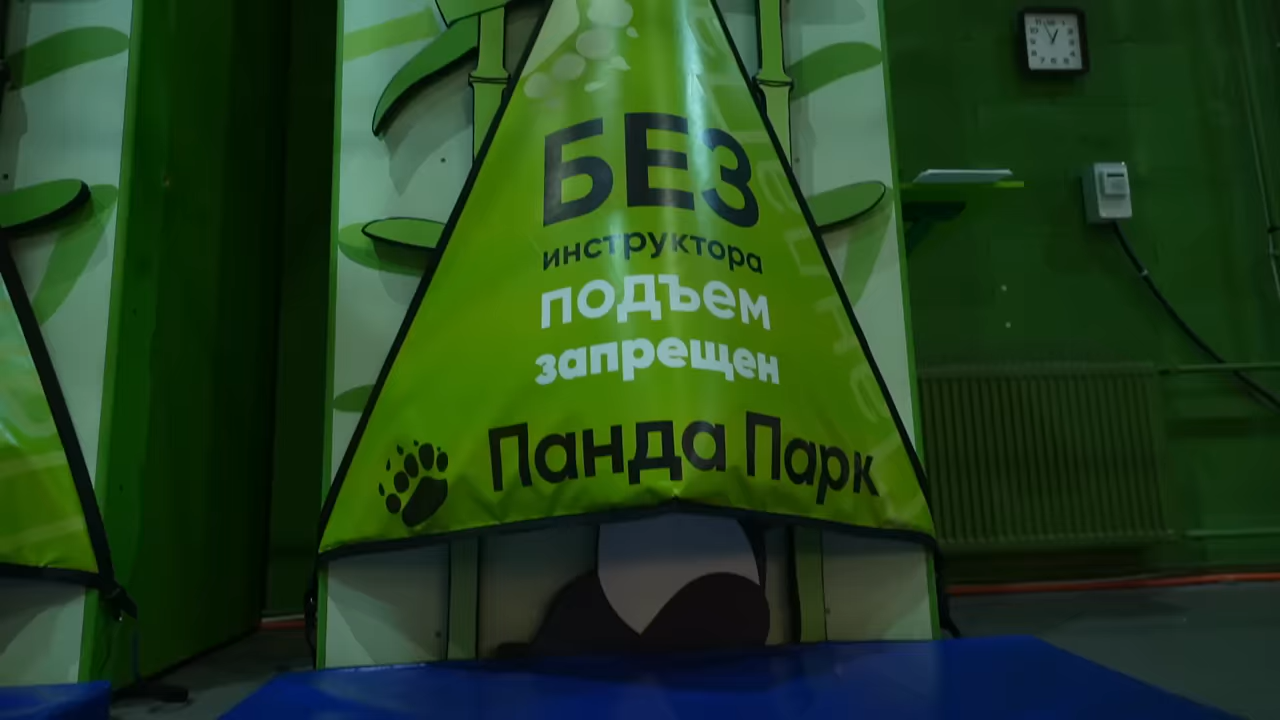 БЕЗ
инструктора
подъем
запрещен
Панда Парк